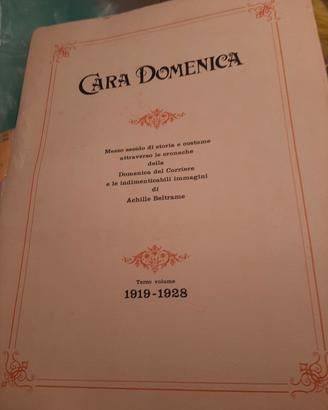 CARA DOMENICA
Mezzo secolo di storia e costume
attraverso le cronache
della
Domenica del Corriere
e le indimenticabili immagini
di
Achille Beltrame
Terzo volume
1919-1928